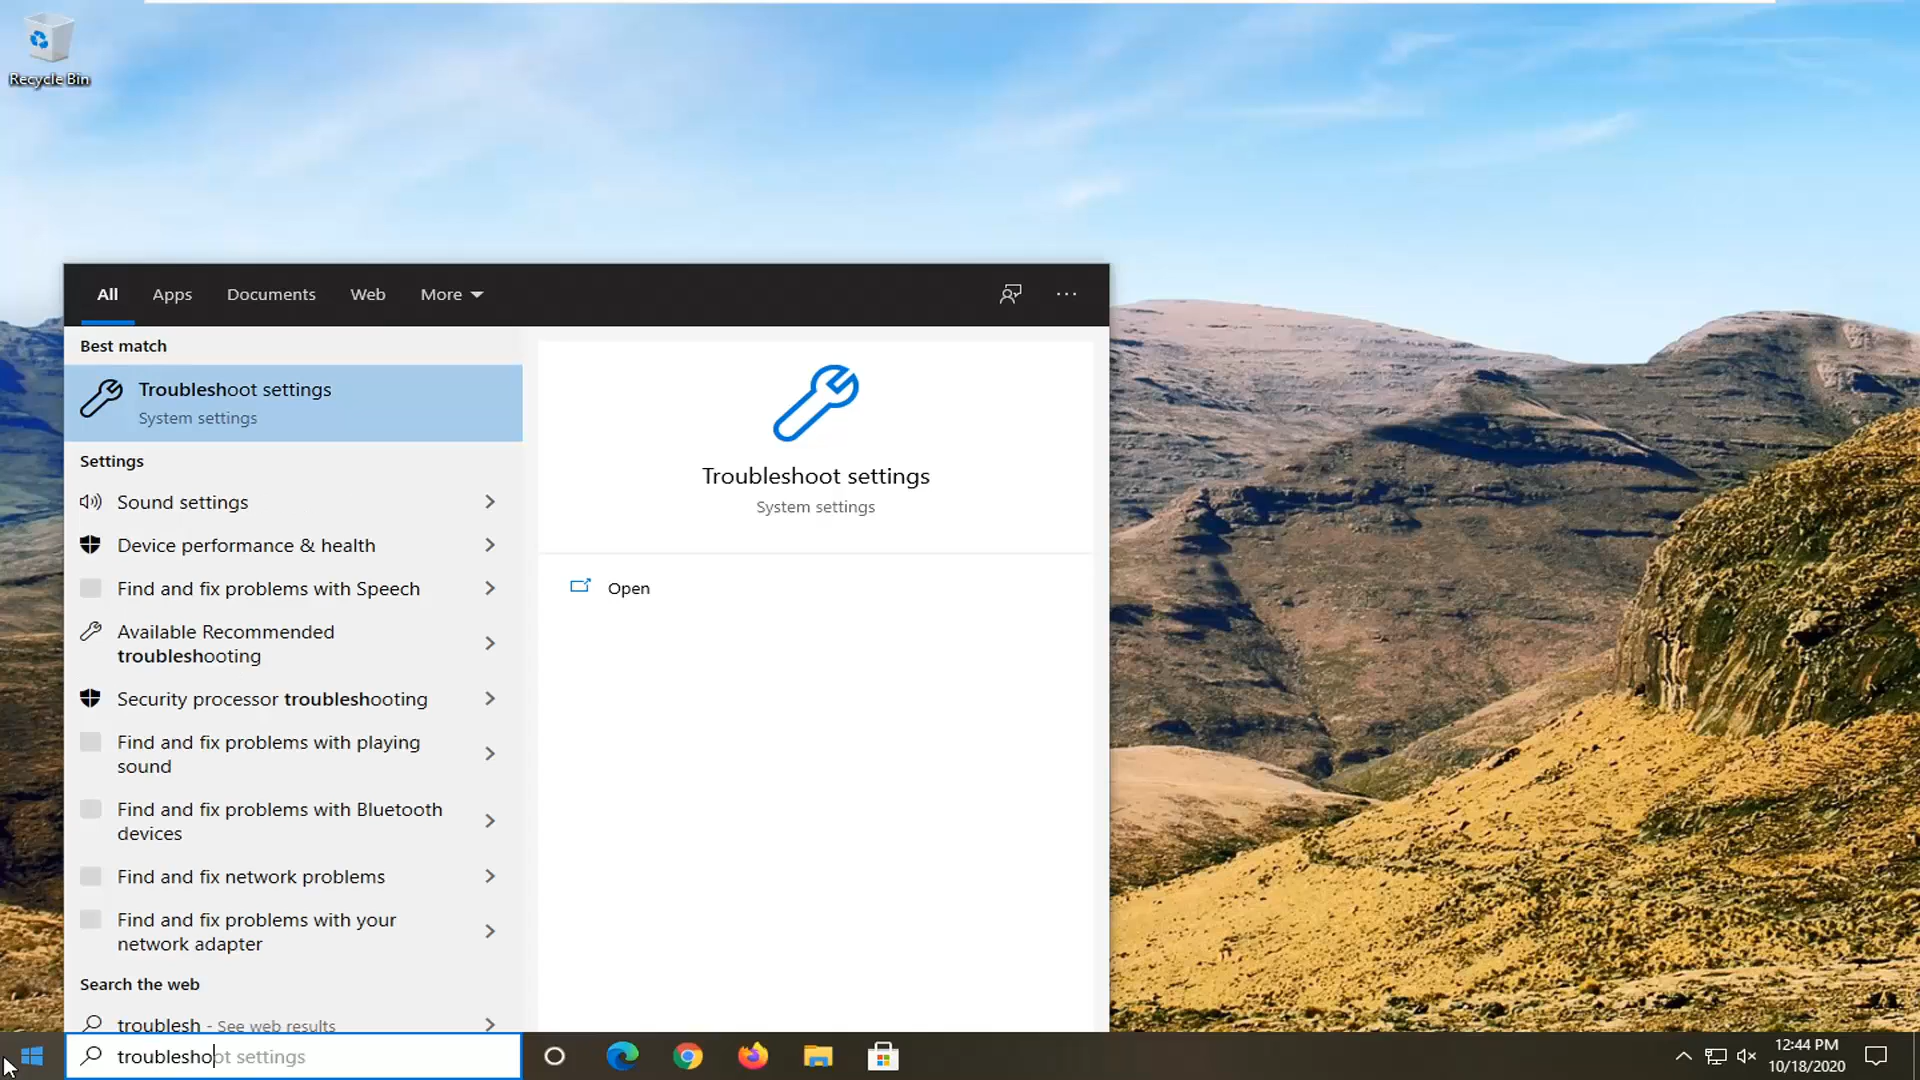 Recycle Bin
All
Apps
Documents
Web
More
Best match
Troubleshoot settings
System settings
Settings
Sound settings
Device performance & health
Find and fix problems with Speech
Available Recommended
troubleshooting
Security processor troubleshooting
Find and fix problems with playing
sound
Find and fix problems with Bluetooth
devices
Find and fix network problems
Find and fix problems with your
network adapter
Search the web
troublesh - See web results
Troubleshoot settings
System settings
Open
troubleshoot settings
12:44 PM
10/18/2020